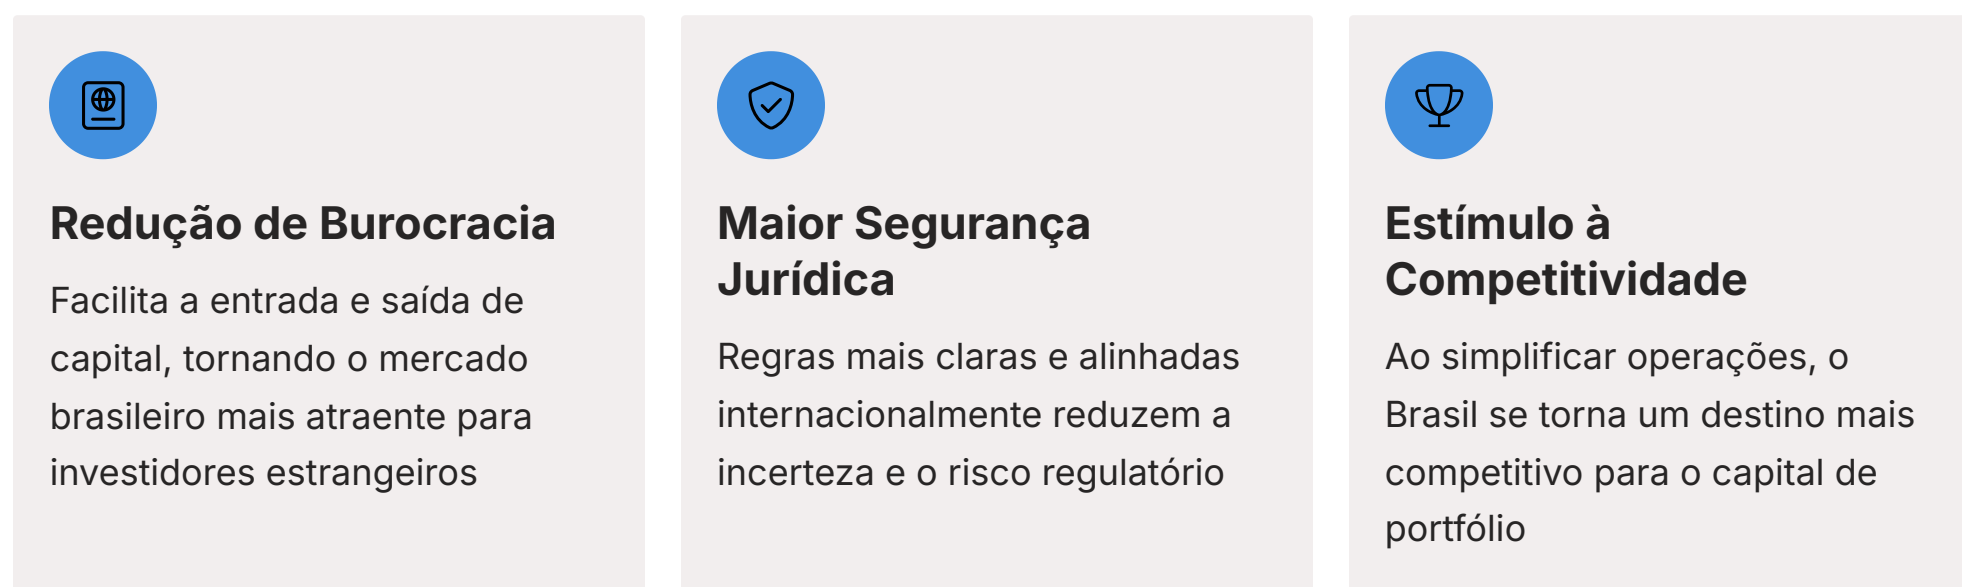 Redução de Burocracia
Facilita a entrada e saída de
capital, tornando o mercado
brasileiro mais atraente para
investidores estrangeiros
Maior Segurança
Jurídica
Regras mais claras e alinhadas
internacionalmente reduzem a
incerteza e o risco regulatório
Estímulo à
Competitividade
Ao simplificar operações, o
Brasil se torna um destino mais
competitivo para o capital de
portfólio